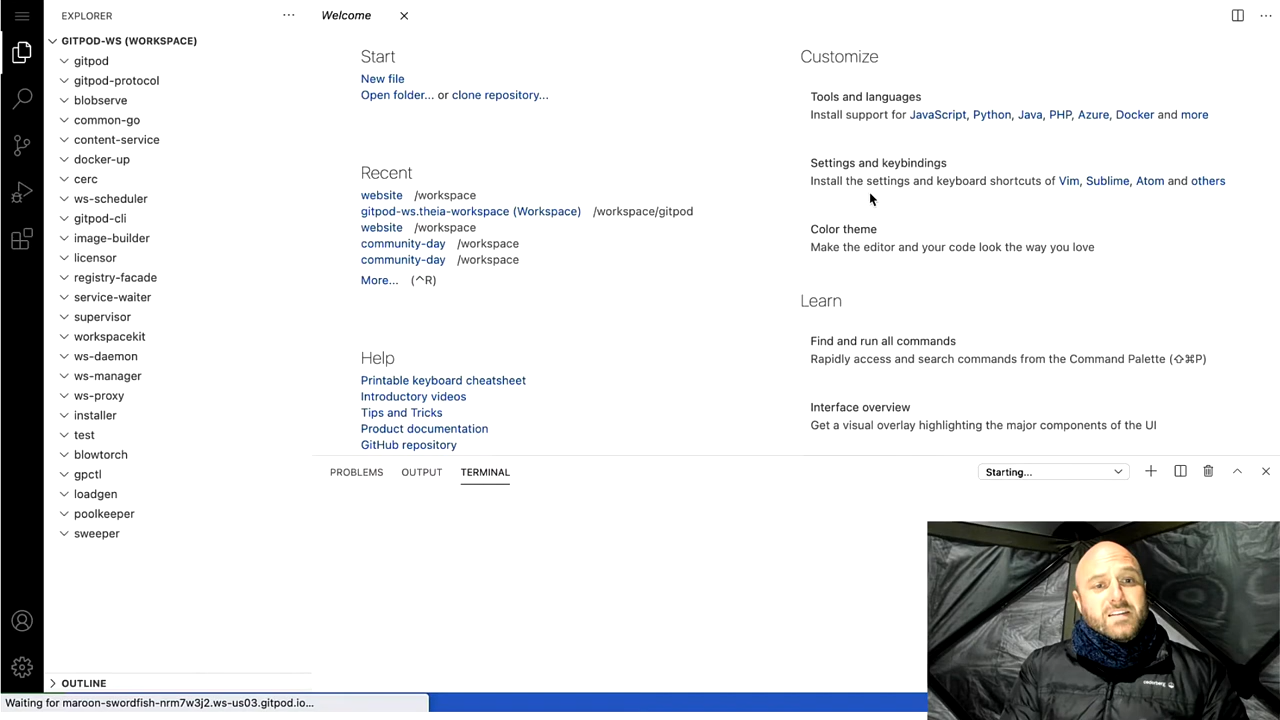 EXPLORER
GITPOD-WS (WORKSPACE)
gitpod
gitpod-protocol
blobserve
common-go
content-service
docker-up
cerc
ws-scheduler
gitpod-cli
image-builder
licensor
registry-facade
service-waiter
supervisor
workspacekit
ws-daemon
ws-manager
ws-proxy
installer
test
blowtorch
gpctl
loadgen
poolkeeper
sweeper
OUTLINE
Waiting for maroon-swordfish-nrm7w3j2.ws-us03.gitpod.io...
Welcome
Start
New file
Open folder... or clone repository...
Recent
website /workspace
gitpod-ws.theia-workspace (Workspace) /workspace/gitpod
website /workspace
community-day /workspace
community-day /workspace
More... (^R)
Help
Printable keyboard cheatsheet
Introductory videos
Tips and Tricks
Product documentation
GitHub repository
Customize
Tools and languages
Install support for JavaScript, Python, Java, PHP, Azure, Docker and more
Settings and keybindings
Install the settings and keyboard shortcuts of Vim, Sublime, Atom and others
Color theme
Make the editor and your code look the way you love
Learn
Find and run all commands
Rapidly access and search commands from the Command Palette (⇧⌘P)
Interface overview
Get a visual overlay highlighting the major components of the UI
PROBLEMS OUTPUT TERMINAL
Starting...